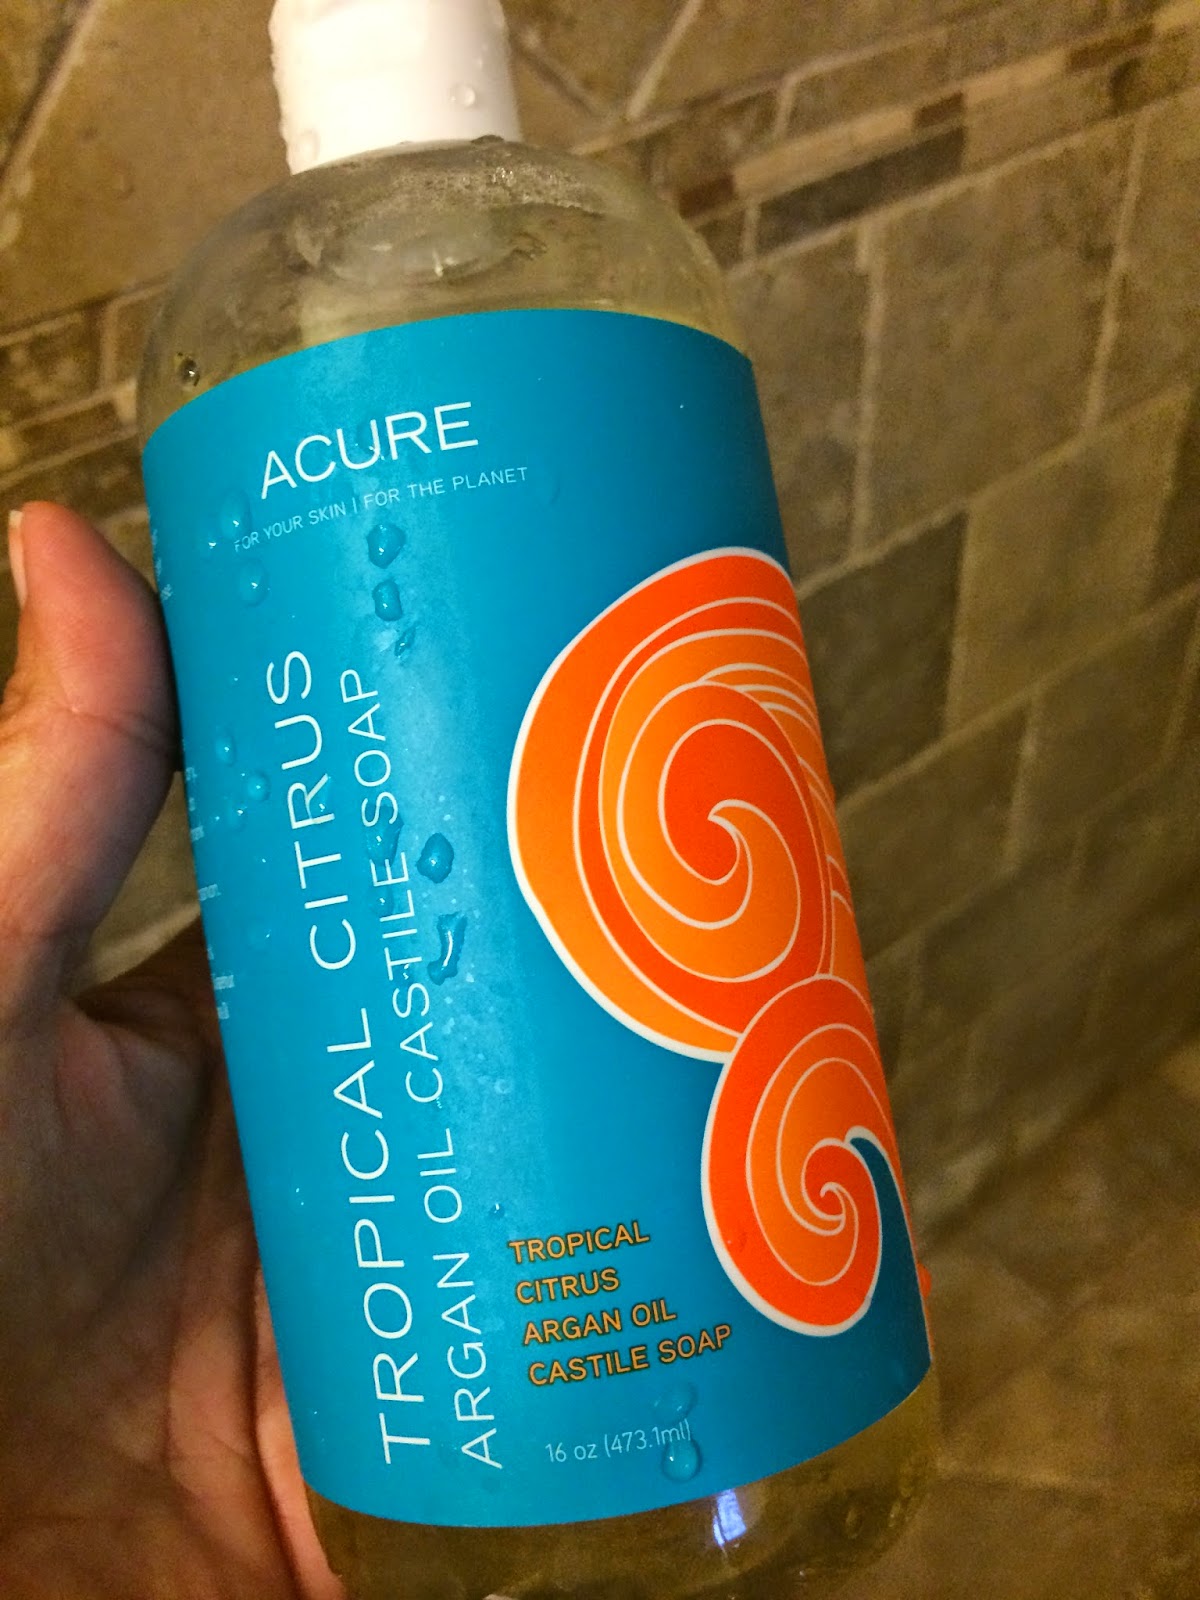 ACURE
FOR YOUR SKIN | FOR THE PLANET
TROPICAL CITRUS
ARGAN OIL CASTILE SOAP
TROPICAL
CITRUS
ARGAN OIL
CASTILE SOAP
16 oz (473.1ml)